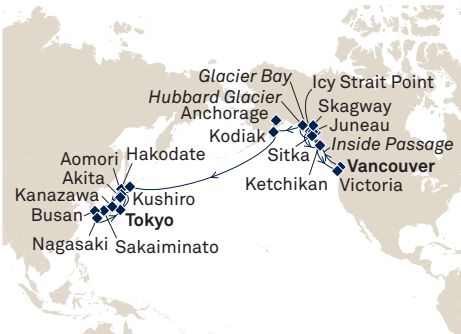 Glacier Bay
Icy Strait Point
Hubbard Glacier
Skagway
Anchorage
Juneau
Kodiak
Inside Passage
Sitka
Vancouver
Ketchikan
Victoria
Aomori
Hakodate
Akita
Kanazawa
Kushiro
Busan
Tokyo
Nagasaki
Sakaiminato